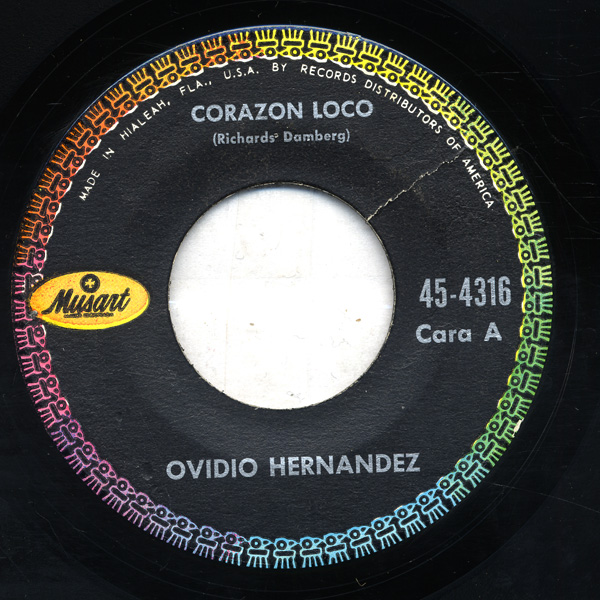 MADE IN HIALEAH, FLA., U.S.A. BY RECORDS DISTRIBUTORS OF AMERICA
CORAZON LOCO
(Richards-Damberg)
Musart
45-4316
Cara A
OVIDIO HERNANDEZ